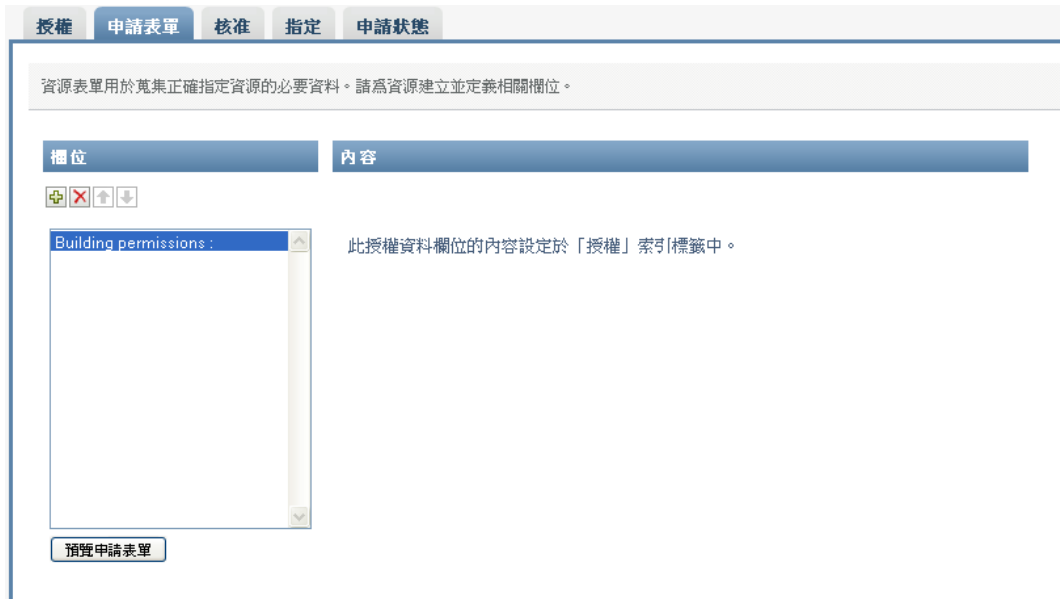 授權 申請表單 核准 指定 申請狀態
資源表單用於蒐集正確指定資源的必要資料。請為資源建立並定義相關欄位。
欄位 內容
Building permissions :
此授權資料欄位的內容設定於「授權」索引標籤中。
預覽申請表單